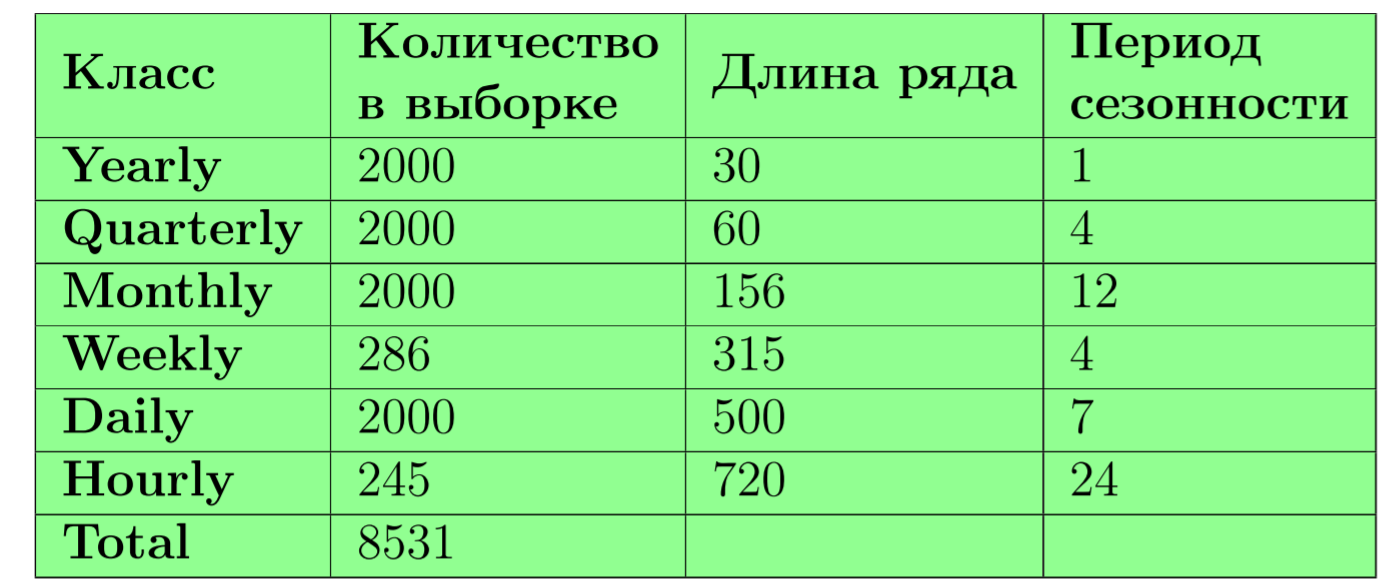 Класс Количество в выборке Длина ряда Период сезонности
Yearly 2000 30 1
Quarterly 2000 60 4
Monthly 2000 156 12
Weekly 286 315 4
Daily 2000 500 7
Hourly 245 720 24
Total 8531